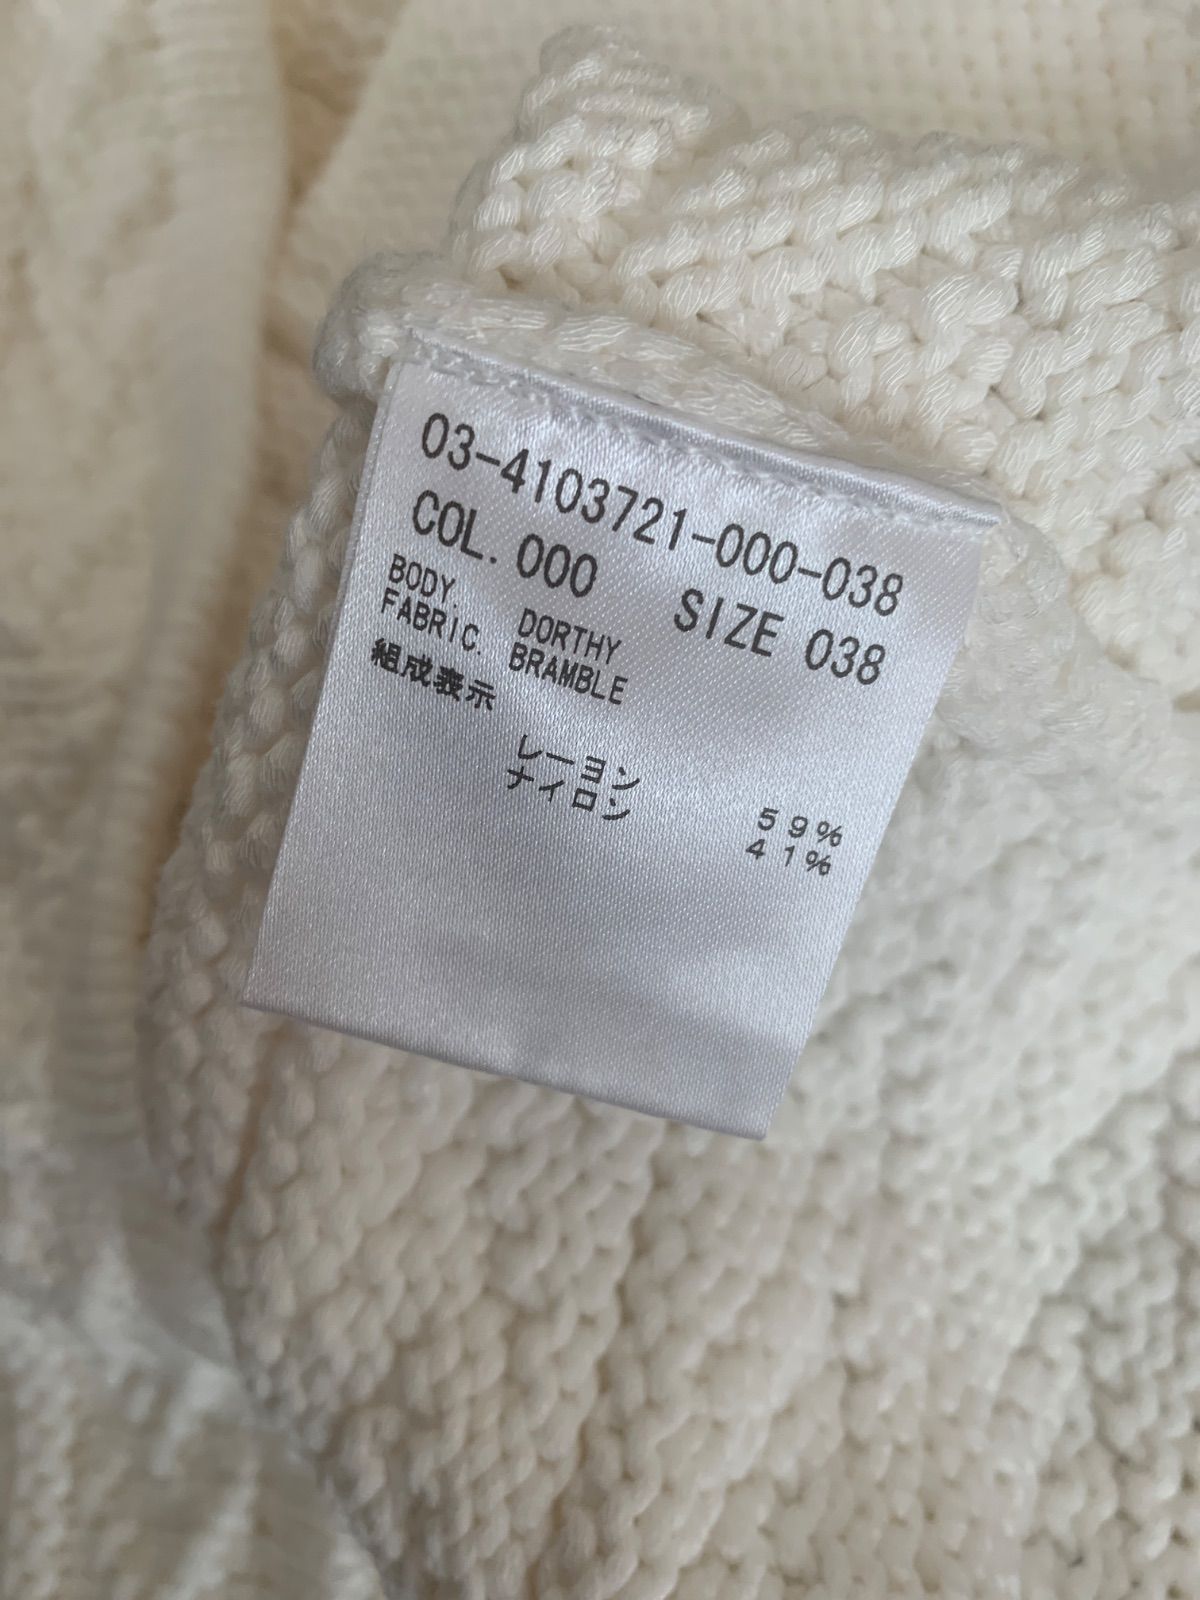 03-4103721-000-038
COL. 000 SIZE 038
BODY. DORTHY
FABRIC. BRAMBLE
組成表示
レーヨン 59%
ナイロン 41%